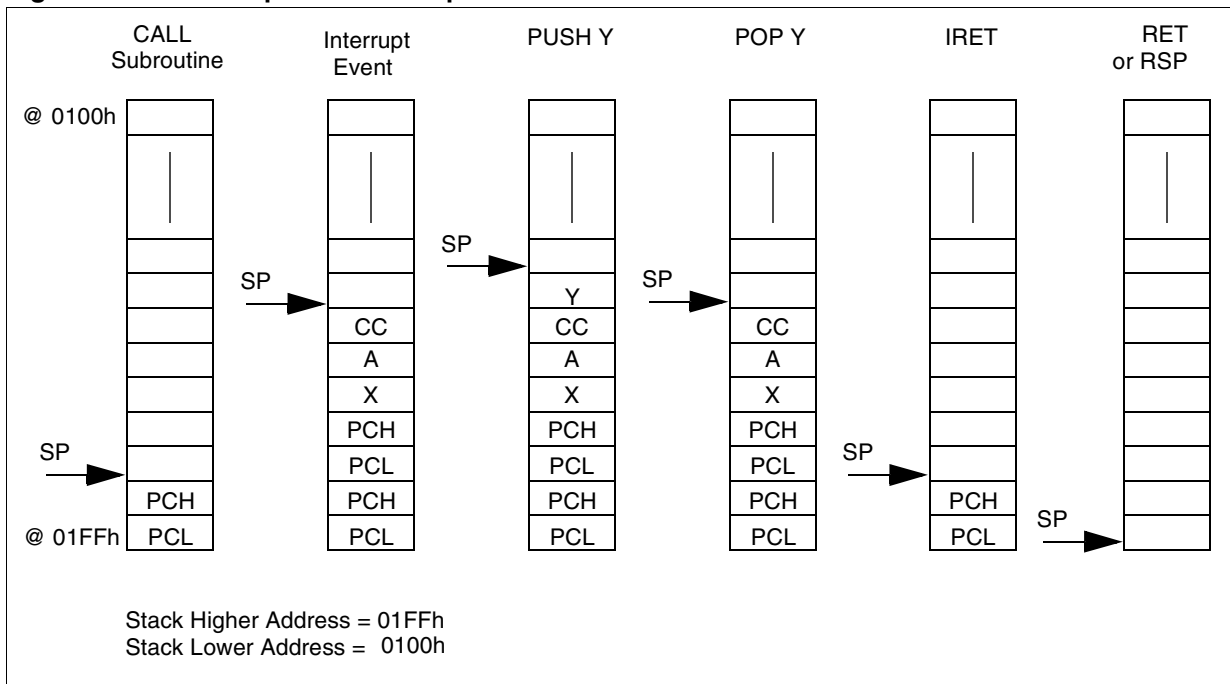 CALL Subroutine
Interrupt Event
PUSH Y
POP Y
IRET
RET or RSP
@ 0100h
SP
SP
SP
Y
CC CC CC
A A A
X X X
PCH PCH PCH
SP
PCL PCL PCL
SP
PCH PCH PCH PCH PCH
SP
@ 01FFh PCL PCL PCL PCL PCL
Stack Higher Address = 01FFh
Stack Lower Address = 0100h